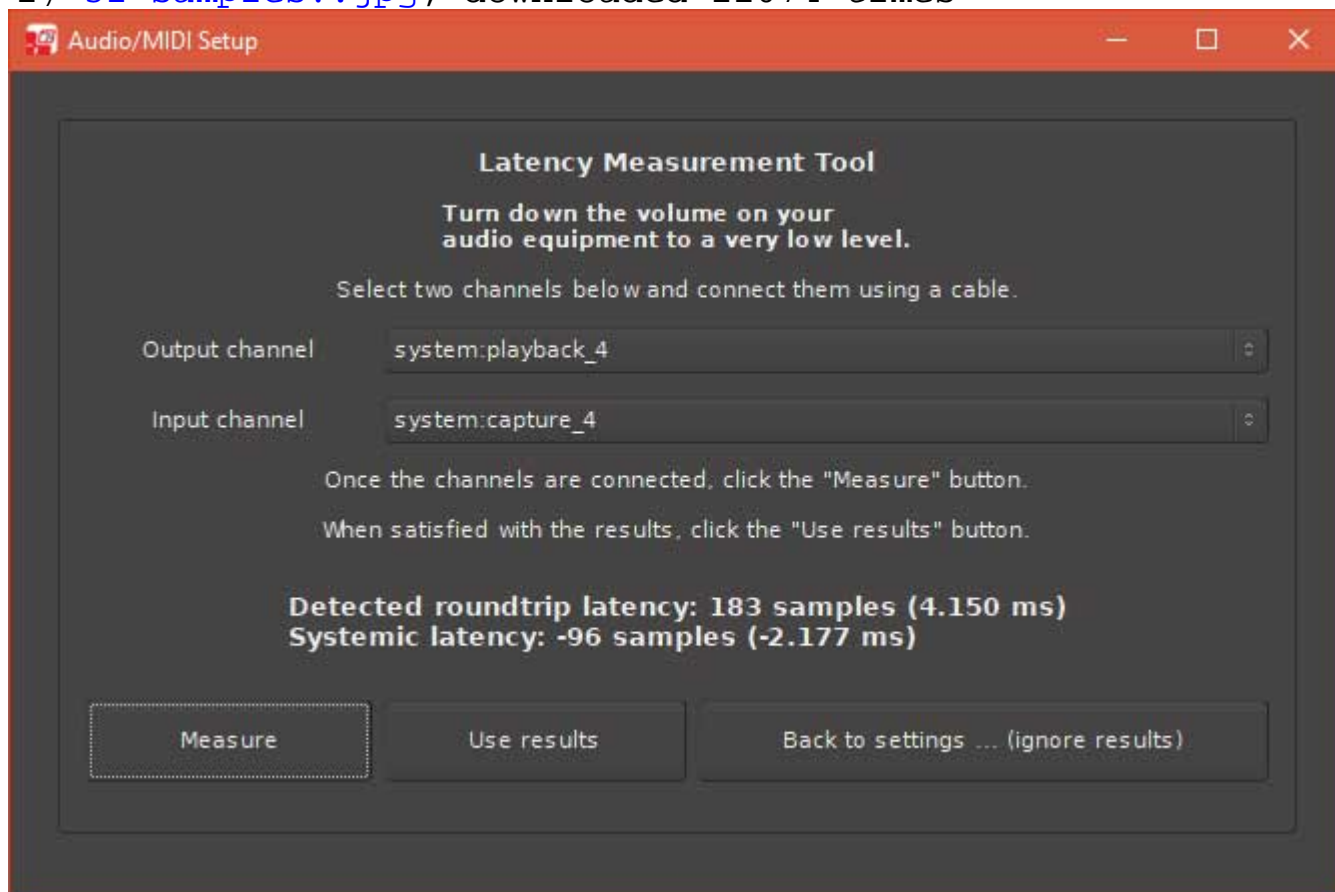 Audio/MIDI Setup
Latency Measurement Tool
Turn down the volume on your
audio equipment to a very low level.
Select two channels below and connect them using a cable.
Output channel system:playback_4
Input channel system:capture_4
Once the channels are connected, click the "Measure" button.
When satisfied with the results, click the "Use results" button.
Detected roundtrip latency: 183 samples (4.150 ms)
Systemic latency: -96 samples (-2.177 ms)
Measure Use results Back to settings ... (ignore results)